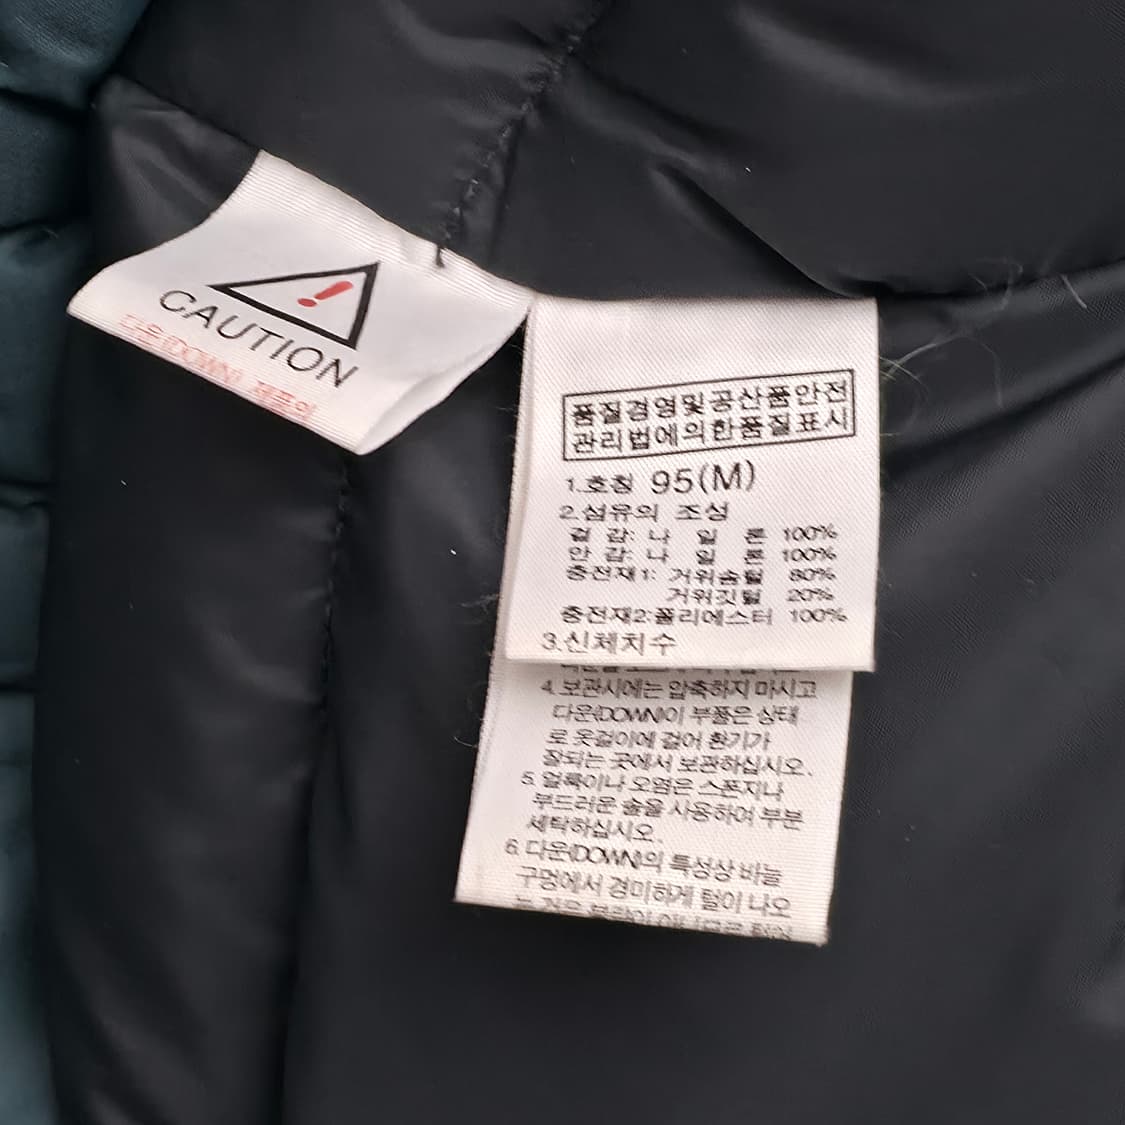 !
CAUTION
다운(DOWN) 제품의
품질경영및공산품안전
관리법에의한품질표시
1.호칭 95(M)
2.섬유의 조성
겉 감: 나 일 론 100%
안 감: 나 일 론 100%
충전재1: 거위솜털 80%
거위깃털 20%
충전재2:폴리에스터 100%
3.신체치수
4. 보관시에는 압축하지 마시고
다운(DOWN)이 부풀은 상태
로 옷걸이에 걸어 환기가
잘되는 곳에서 보관하십시오.
5. 얼룩이나 오염은 스폰지나
부드러운 솔을 사용하여 부분
세탁하십시오.
6. 다운(DOWN)의 특성상 바늘
구멍에서 경미하게 털이 나오